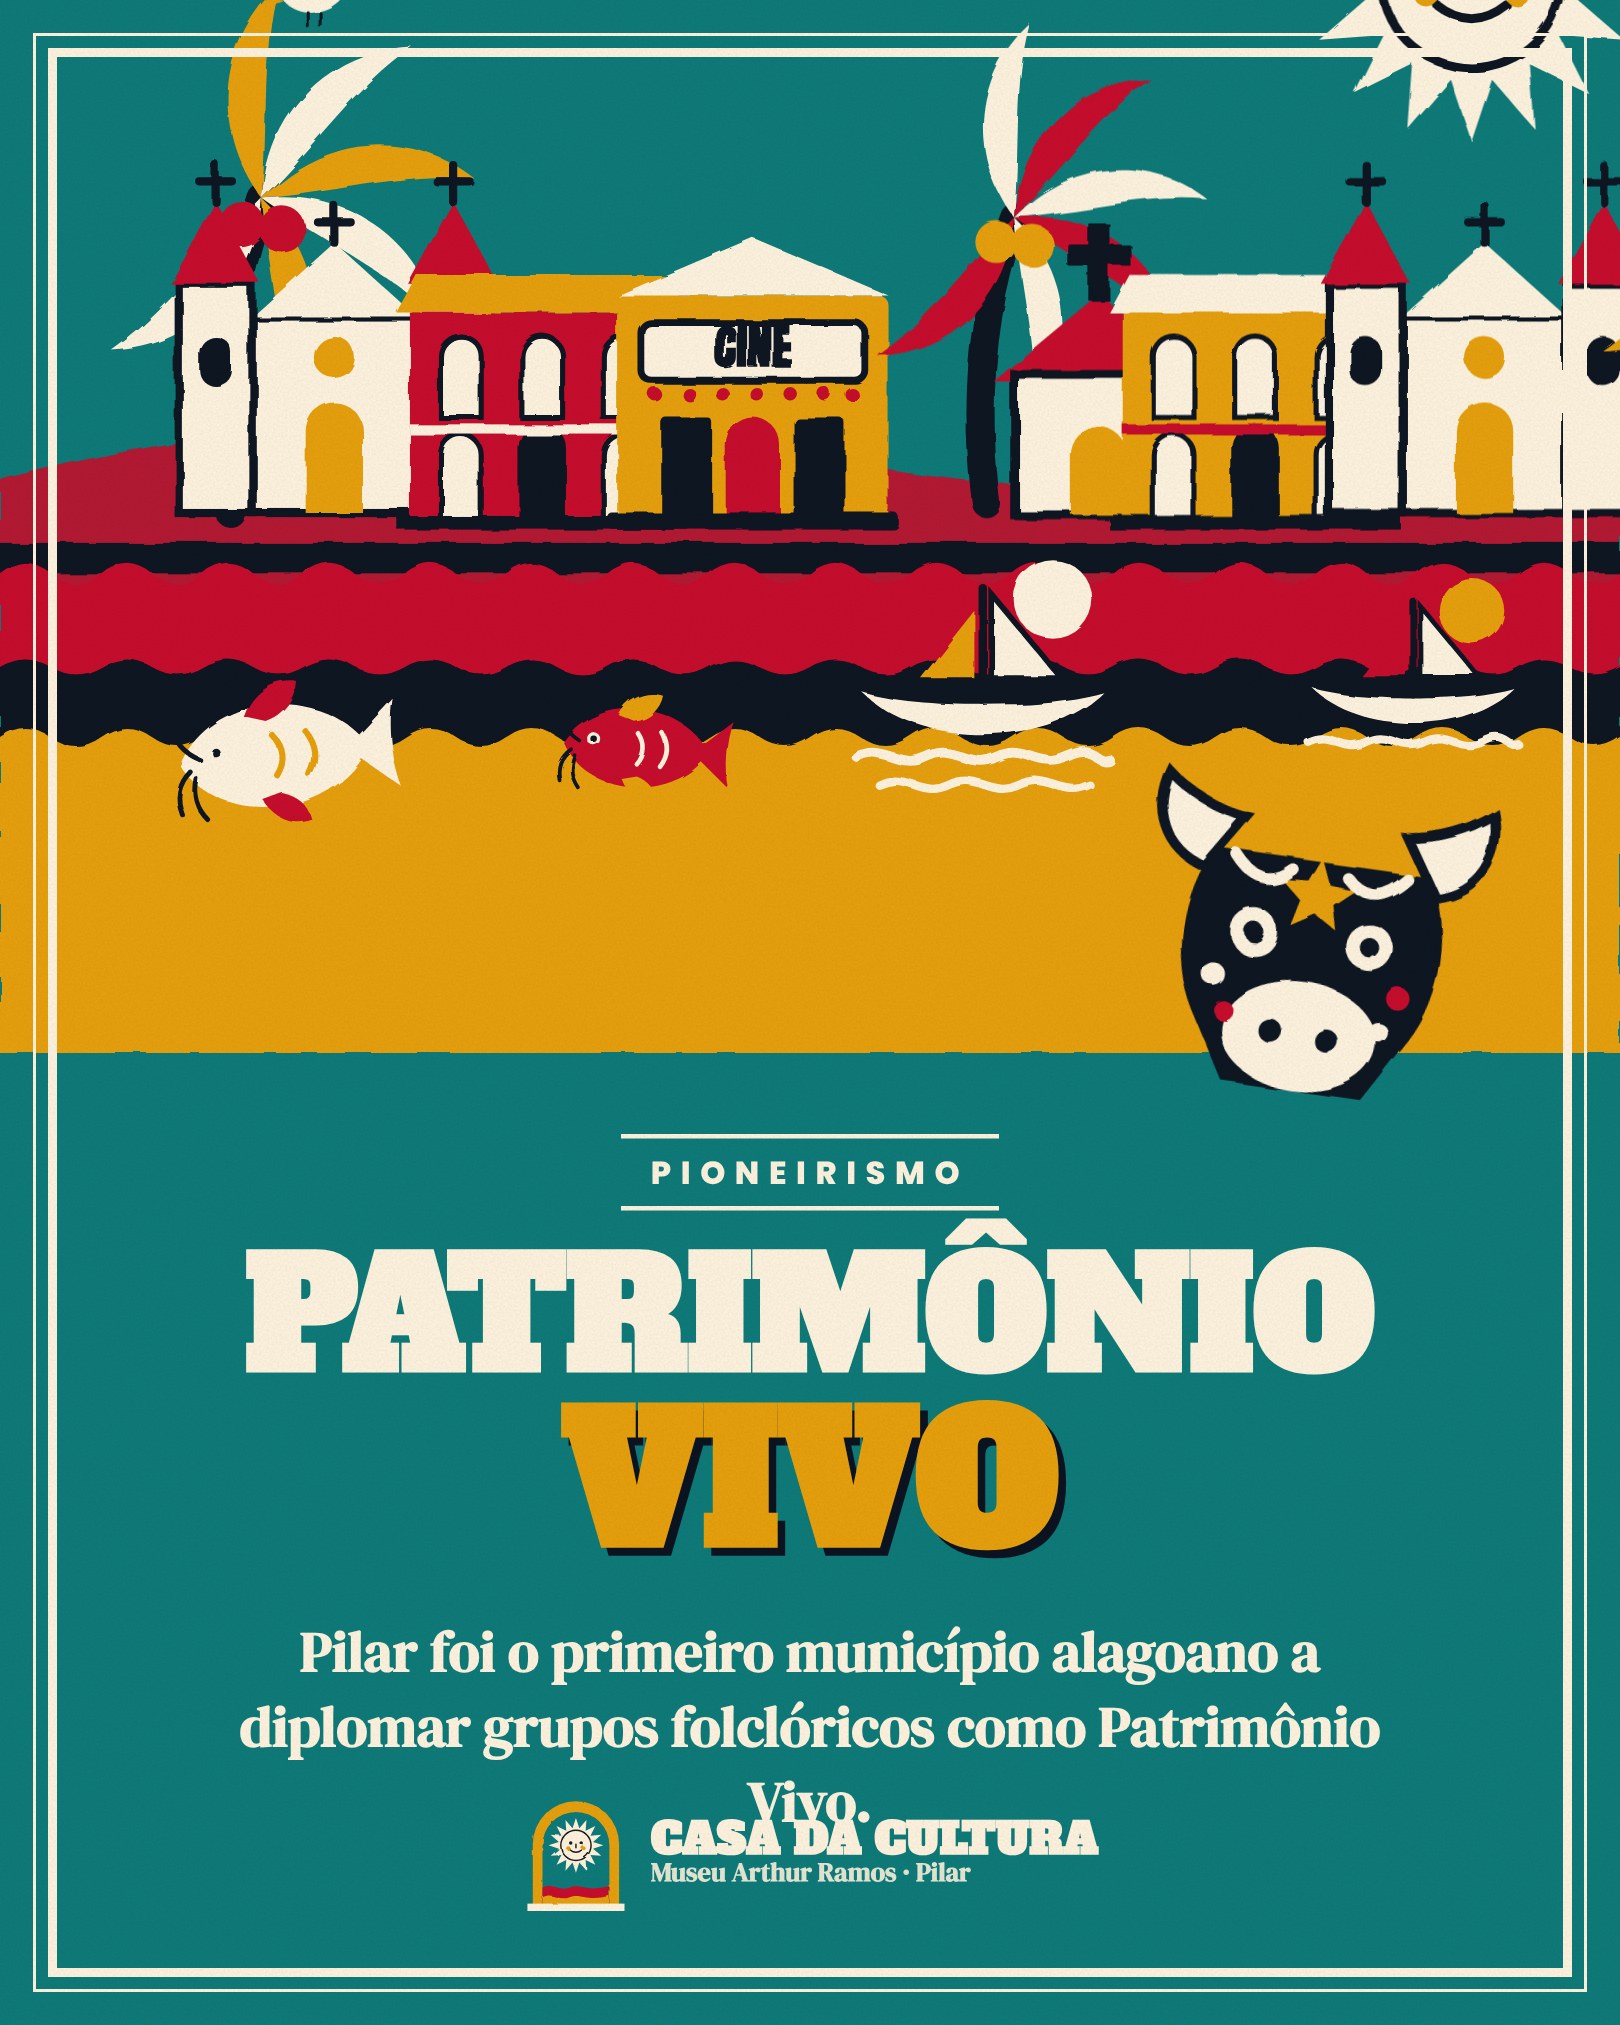 CINE
PIONEIRISMO
PATRIMÔNIO
VIVO
Pilar foi o primeiro município alagoano a
diplomar grupos folclóricos como Patrimônio
Vivo.
CASA DA CULTURA
Museu Arthur Ramos · Pilar